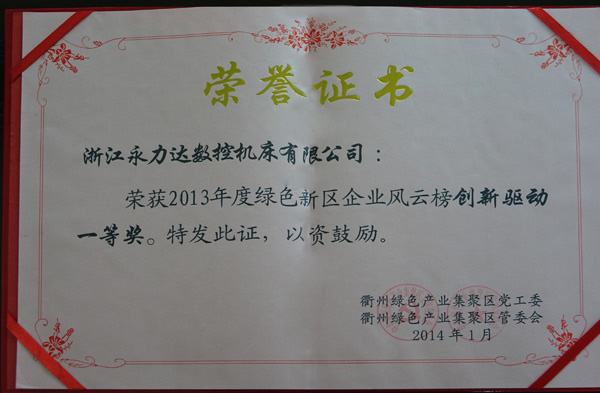 荣誉证书
浙江永力达数控机床有限公司：
荣获2013年度绿色新区企业风云榜创新驱动
一等奖。特发此证，以资鼓励。
衢州绿色产业集聚区党工委
衢州绿色产业集聚区管委会
2014年1月